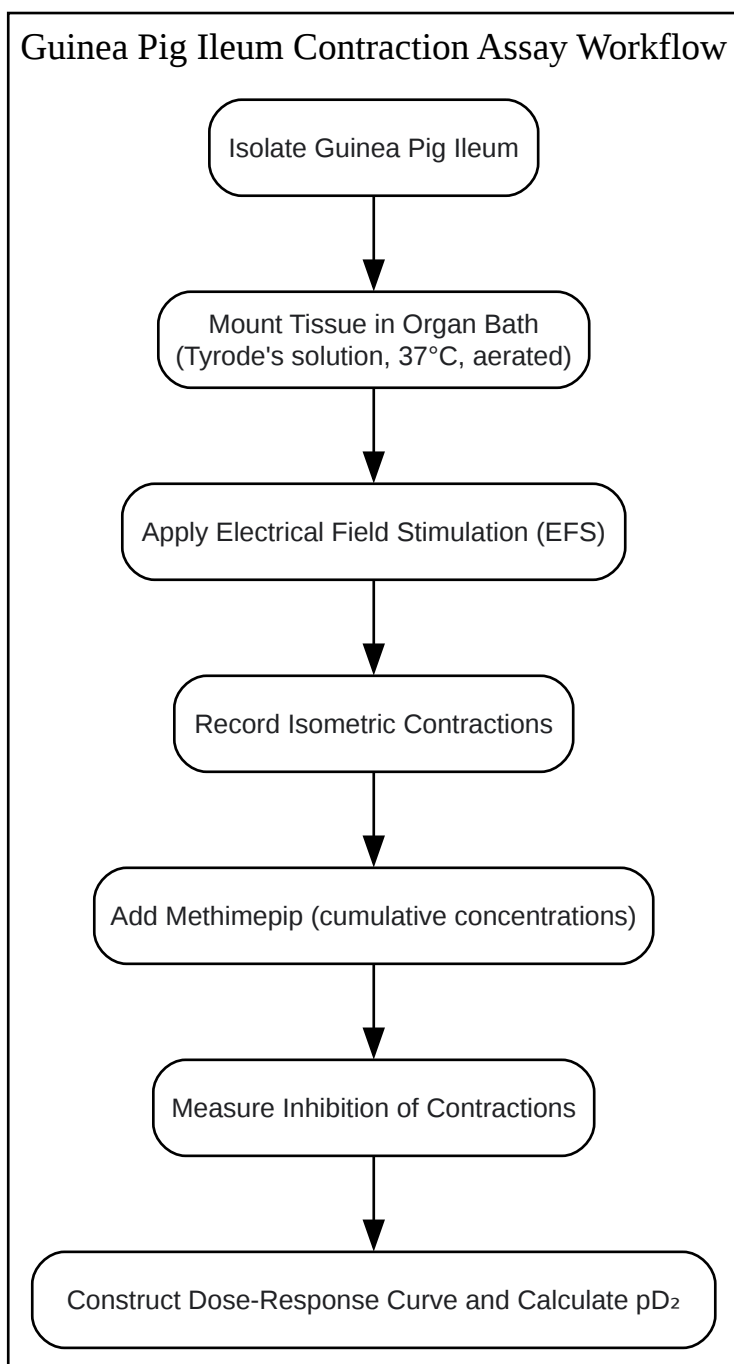 Guinea Pig Ileum Contraction Assay Workflow
Isolate Guinea Pig Ileum
Mount Tissue in Organ Bath
(Tyrode's solution, 37°C, aerated)
Apply Electrical Field Stimulation (EFS)
Record Isometric Contractions
Add Methimepip (cumulative concentrations)
Measure Inhibition of Contractions
Construct Dose-Response Curve and Calculate pD₂